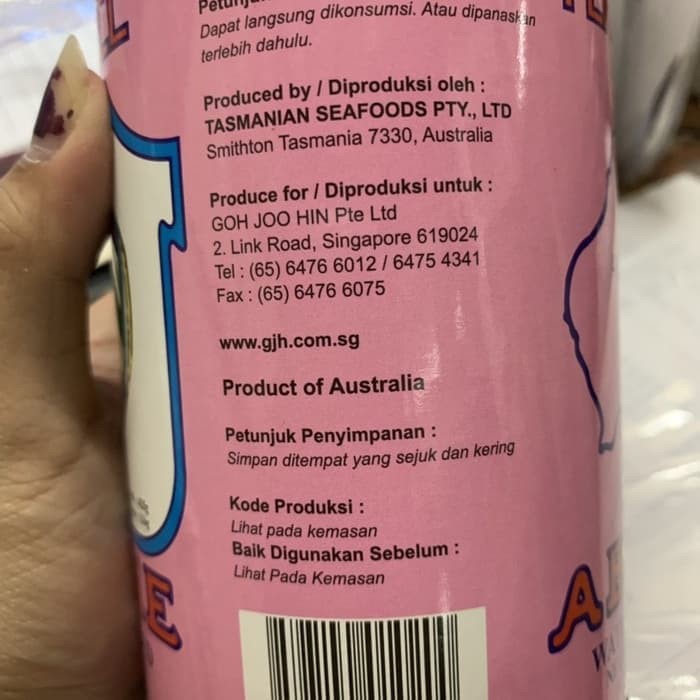 Dapat langsung dikonsumsi. Atau dipanaskan
terlebih dahulu.
Produced by / Diproduksi oleh :
TASMANIAN SEAFOODS PTY., LTD
Smithton Tasmania 7330, Australia
Produce for / Diproduksi untuk :
GOH JOO HIN Pte Ltd
2. Link Road, Singapore 619024
Tel : (65) 6476 6012 / 6475 4341
Fax : (65) 6476 6075
www.gjh.com.sg
Product of Australia
Petunjuk Penyimpanan :
Simpan ditempat yang sejuk dan kering
Kode Produksi :
Lihat pada kemasan
Baik Digunakan Sebelum :
Lihat Pada Kemasan